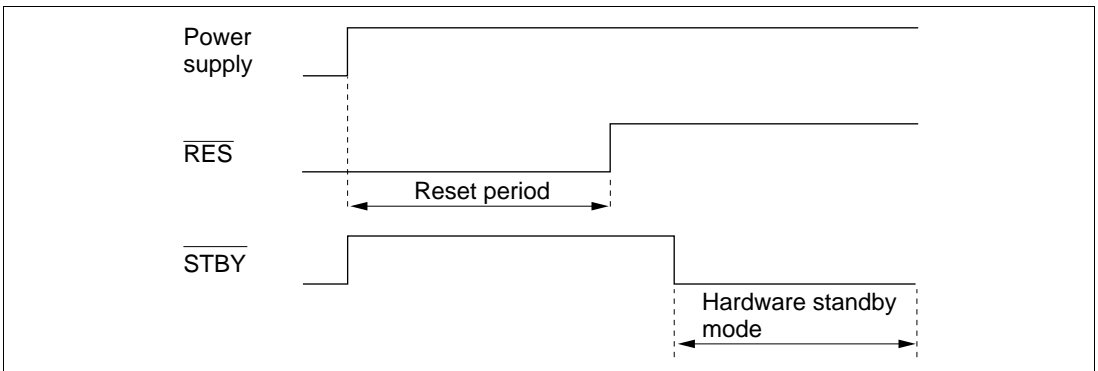 Power
supply
RES
Reset period
STBY
Hardware standby
mode